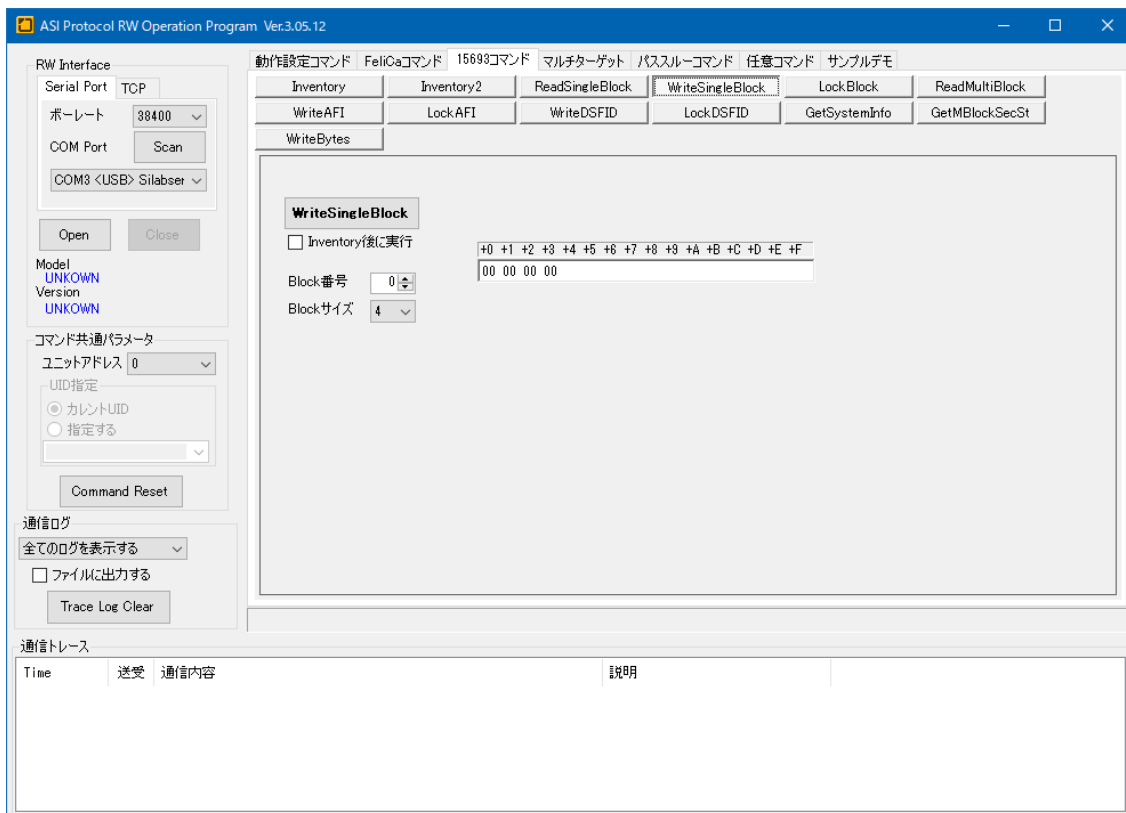 ASI Protocol RW Operation Program Ver.3.05.12
RW Interface
Serial Port TCP
ボーレート 38400
COM Port Scan
COM3 <USB> Silabser
Open Close
Model
UNKOWN
Version
UNKOWN
コマンド共通パラメータ
ユニットアドレス 0
UID指定
カレントUID
指定する
Command Reset
通信ログ
全てのログを表示する
ファイルに出力する
Trace Log Clear
動作設定コマンド FeliCaコマンド 15693コマンド マルチターゲット パススルーコマンド 任意コマンド サンプルデモ
Inventory Inventory2 ReadSingleBlock WriteSingleBlock LockBlock ReadMultiBlock
WriteAFI LockAFI WriteDSFID LockDSFID GetSystemInfo GetMBlockSecSt
WriteBytes
WriteSingleBlock
Inventory後に実行
Block番号 0
Blockサイズ 4
+0 +1 +2 +3 +4 +5 +6 +7 +8 +9 +A +B +C +D +E +F
00 00 00 00
通信トレース
Time 送受 通信内容 説明